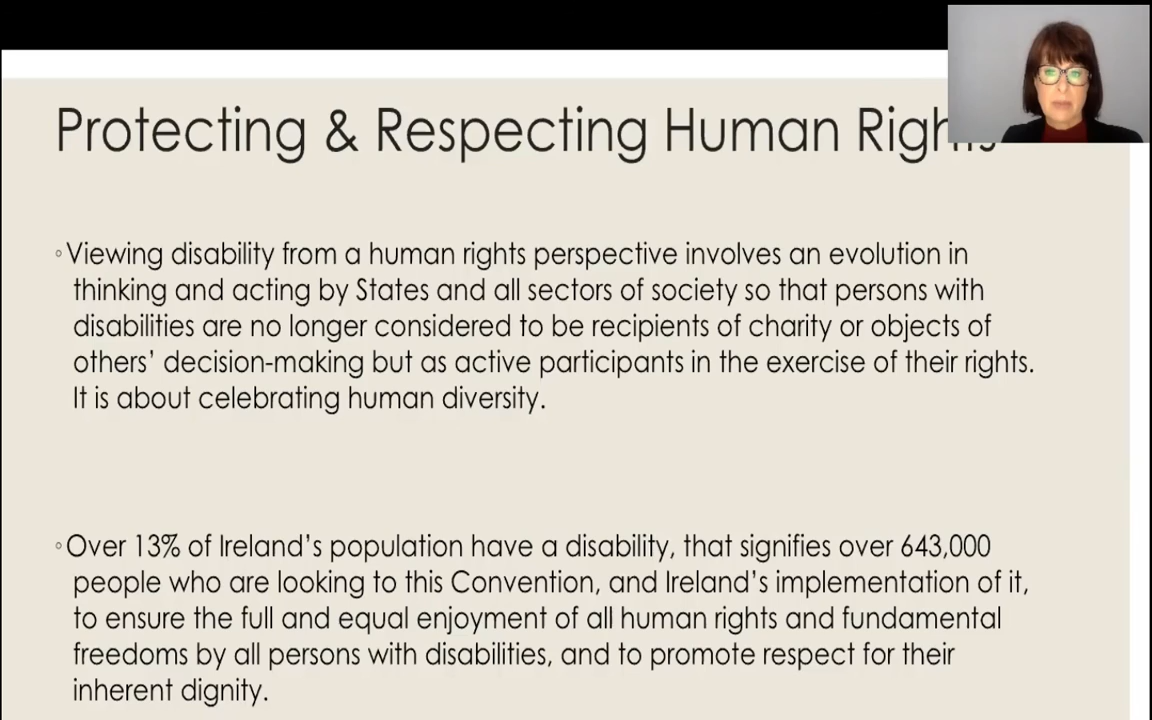 Protecting & Respecting Human Rights
◦Viewing disability from a human rights perspective involves an evolution in
thinking and acting by States and all sectors of society so that persons with
disabilities are no longer considered to be recipients of charity or objects of
others’ decision-making but as active participants in the exercise of their rights.
It is about celebrating human diversity.
◦Over 13% of Ireland’s population have a disability, that signifies over 643,000
people who are looking to this Convention, and Ireland’s implementation of it,
to ensure the full and equal enjoyment of all human rights and fundamental
freedoms by all persons with disabilities, and to promote respect for their
inherent dignity.